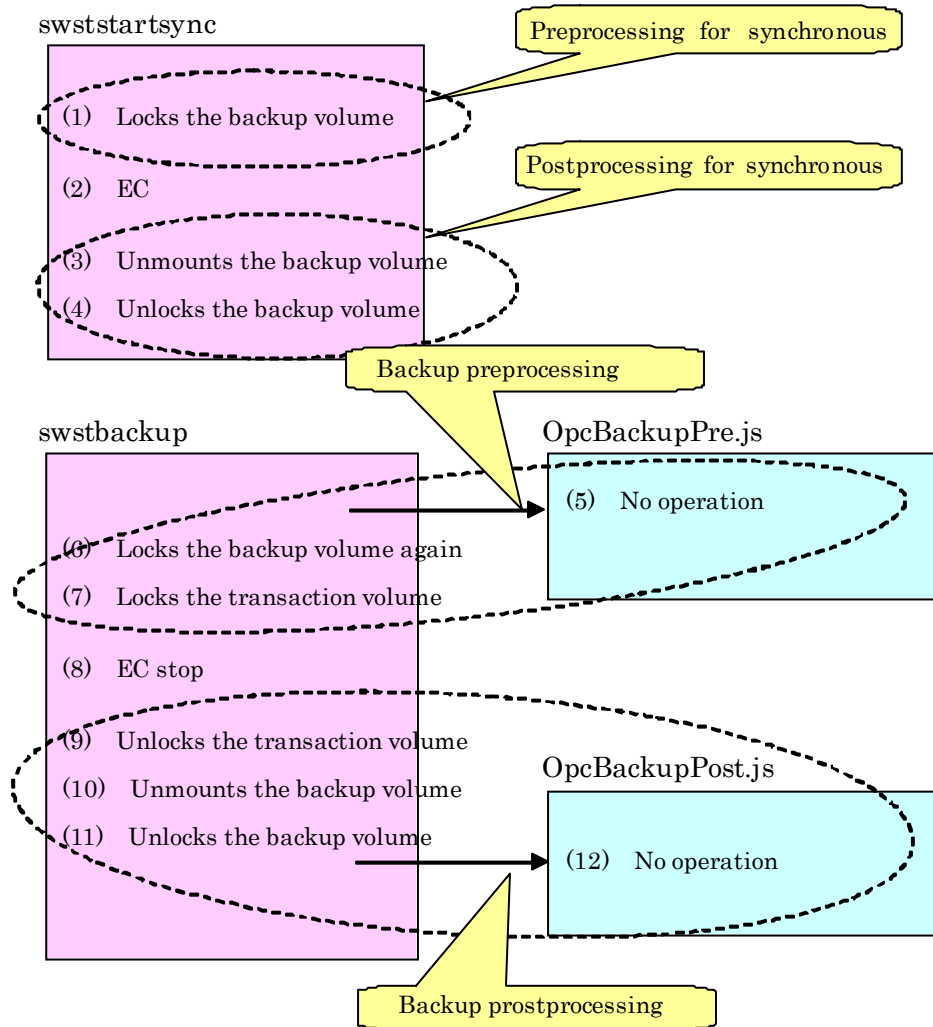 swststartsync
Preprocessing for synchronous
(1) Locks the backup volume
Postprocessing for synchronous
(2) EC
(3) Unmounts the backup volume
(4) Unlocks the backup volume
Backup preprocessing
swstbackup
OpcBackupPre.js
(5) No operation
(6) Locks the backup volume again
(7) Locks the transaction volume
(8) EC stop
(9) Unlocks the transaction volume
OpcBackupPost.js
(10) Unmounts the backup volume
(11) Unlocks the backup volume
(12) No operation
Backup prostprocessing